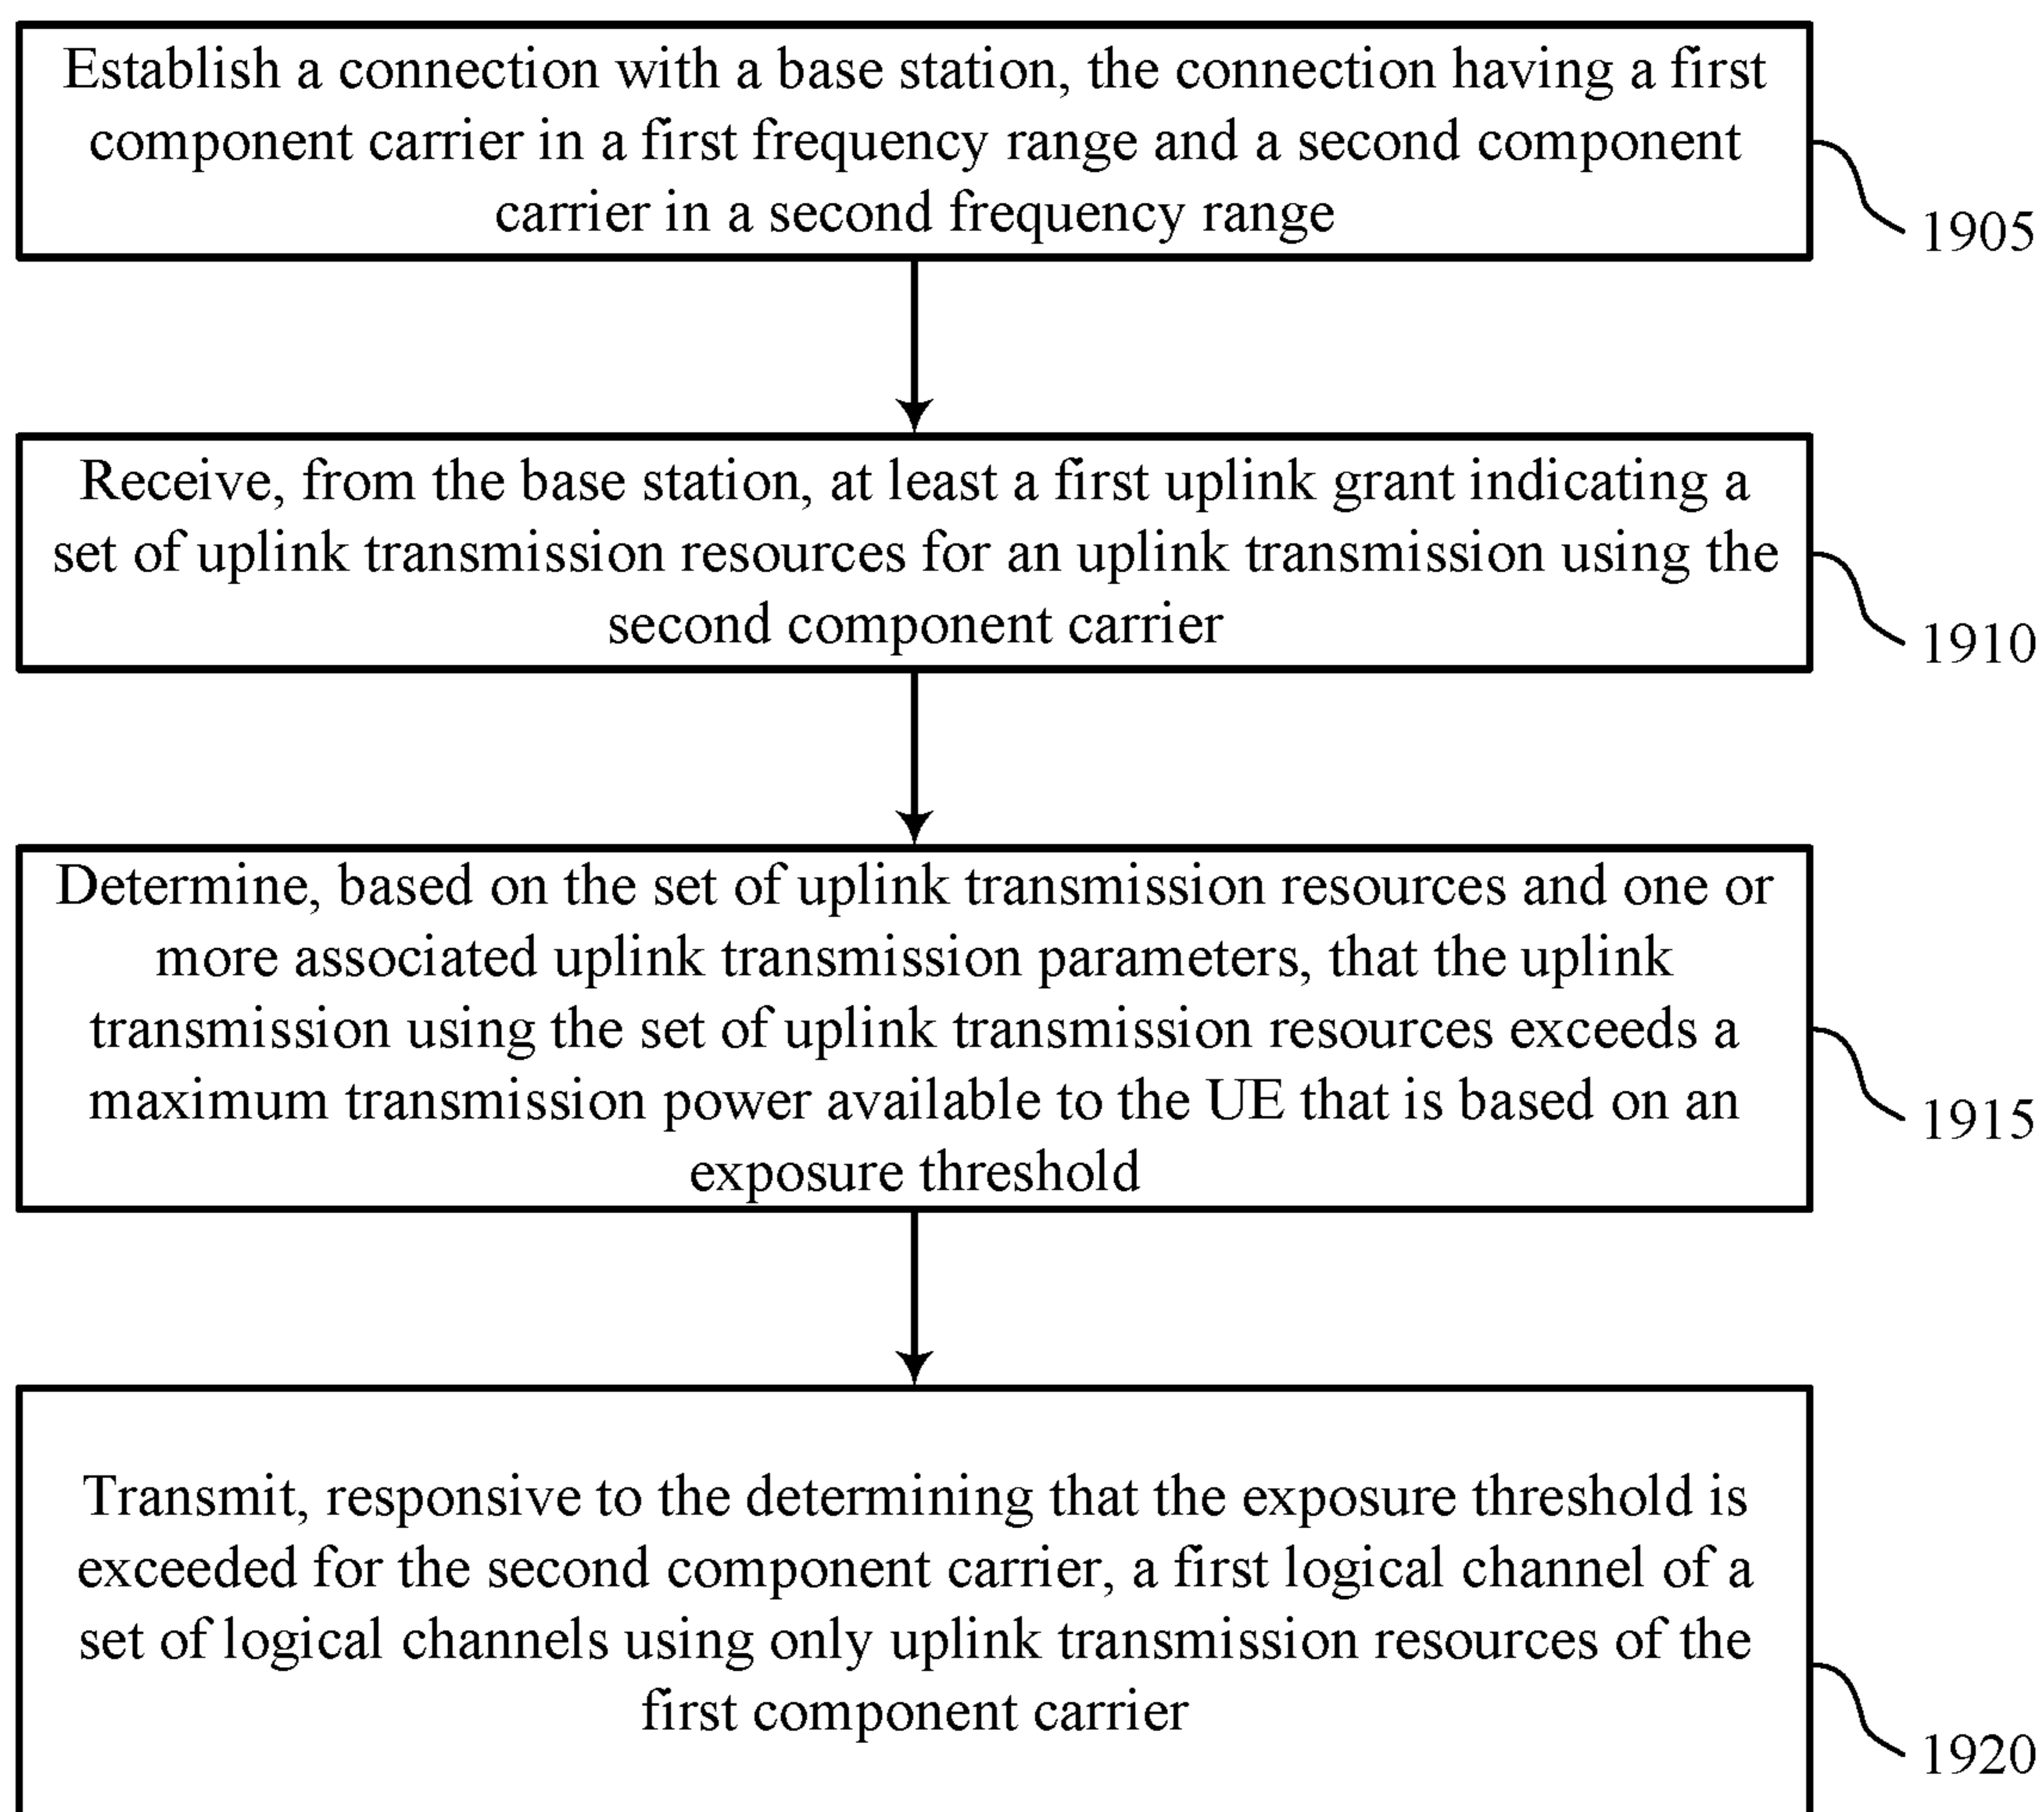 Establish a connection with a base station, the connection having a first
component carrier in a first frequency range and a second component
carrier in a second frequency range
1905
Receive, from the base station, at least a first uplink grant indicating a
set of uplink transmission resources for an uplink transmission using the
second component carrier
1910
Determine, based on the set of uplink transmission resources and one or
more associated uplink transmission parameters, that the uplink
transmission using the set of uplink transmission resources exceeds a
maximum transmission power available to the UE that is based on an
exposure threshold
1915
Transmit, responsive to the determining that the exposure threshold is
exceeded for the second component carrier, a first logical channel of a
set of logical channels using only uplink transmission resources of the
first component carrier
1920